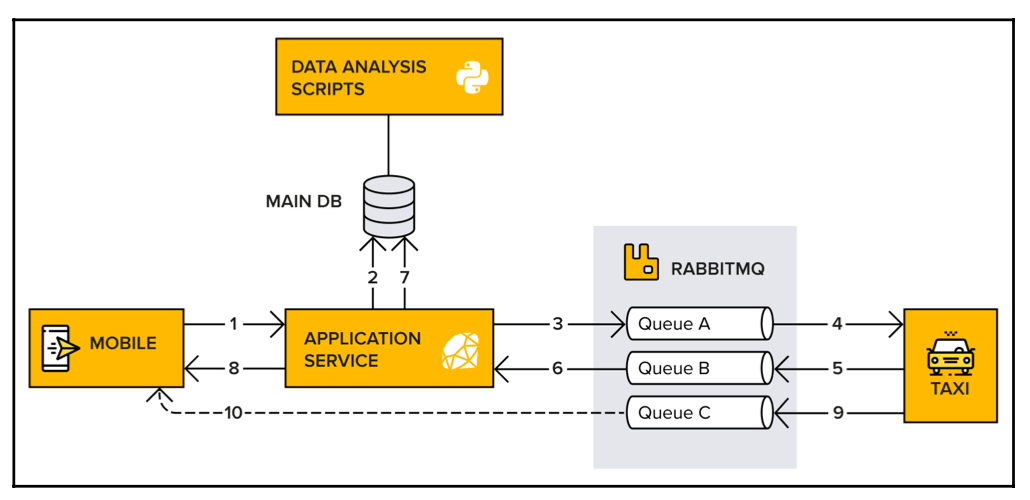 DATA ANALYSIS
SCRIPTS
MAIN DB
2 7
RABBITMQ
MOBILE
1
APPLICATION
SERVICE
3
Queue A
4
8
6
Queue B
5
TAXI
10
Queue C
9